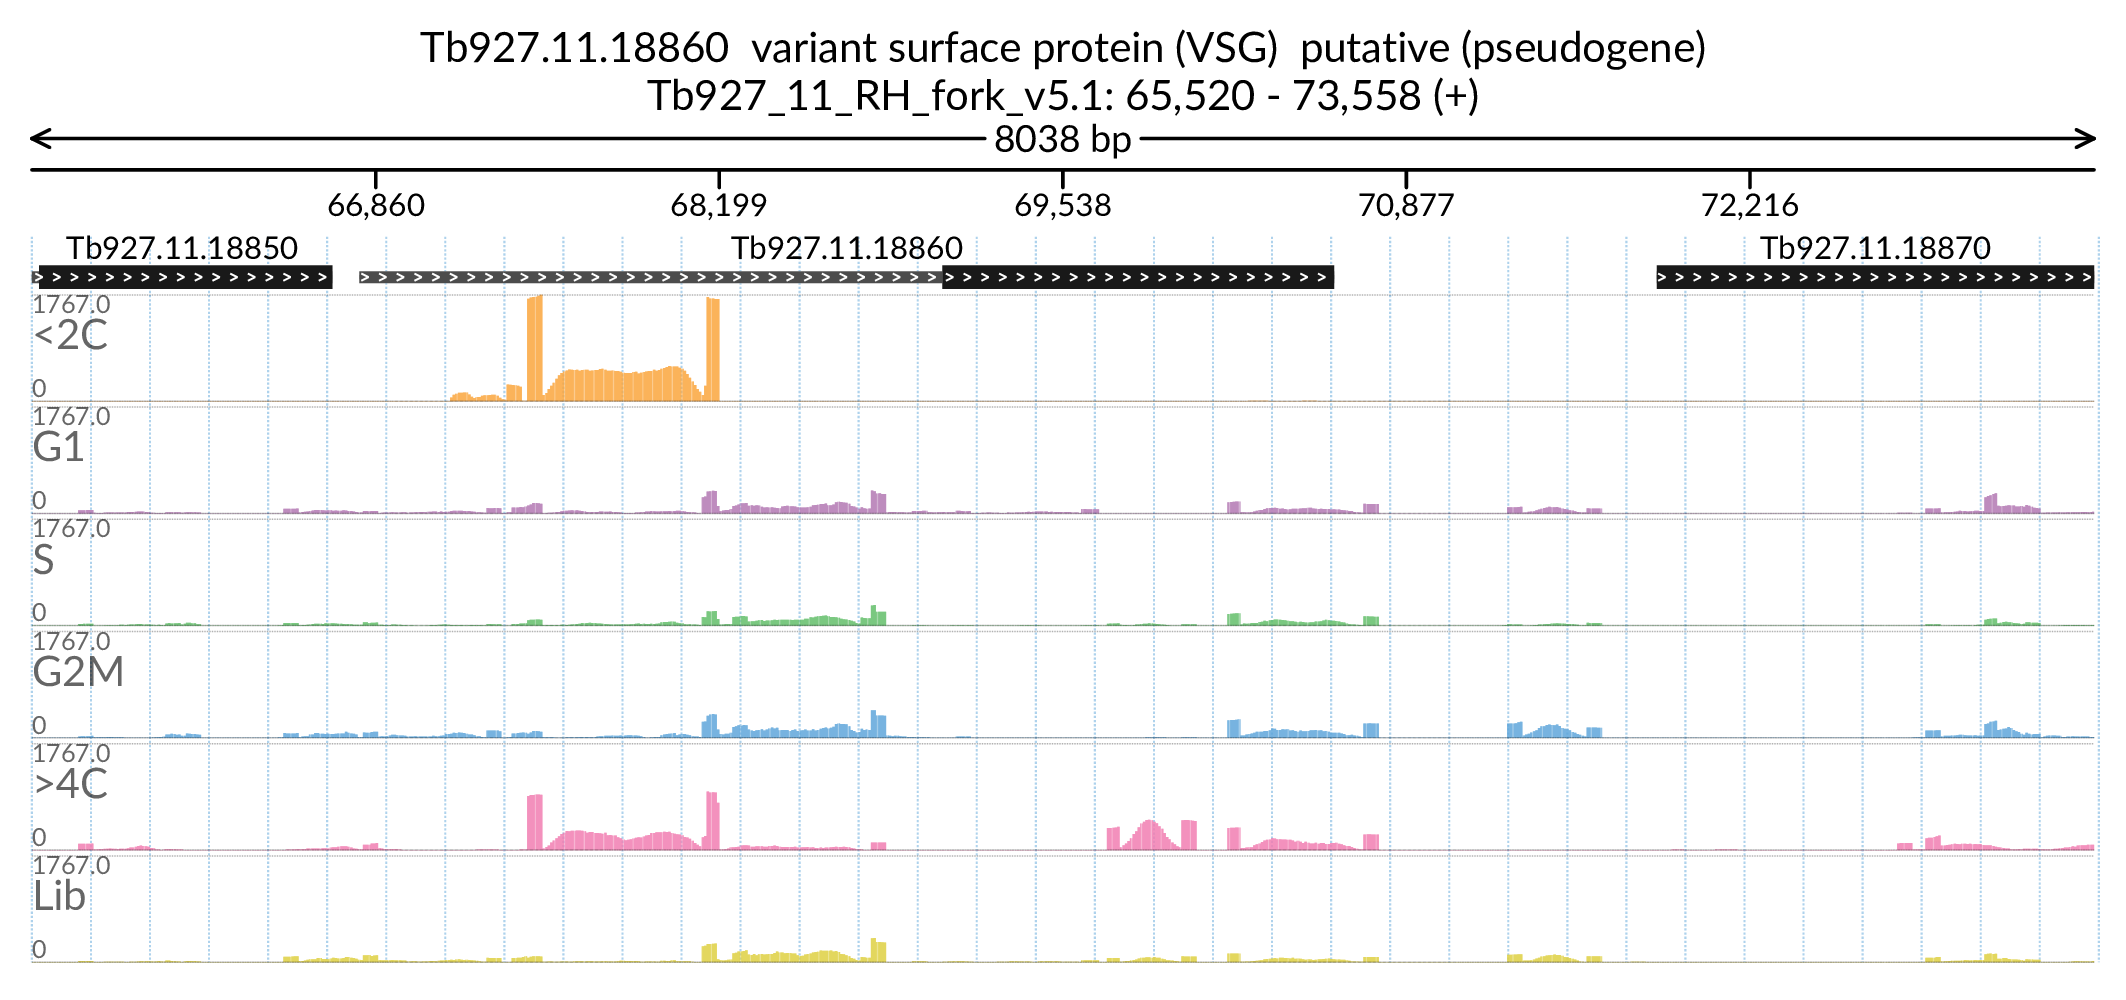 Tb927.11.18860  variant surface protein (VSG)  putative (pseudogene)
Tb927_11_RH_fork_v5.1: 65,520 - 73,558 (+)
8038 bp
66,860 68,199 69,538 70,877 72,216
Tb927.11.18850 Tb927.11.18860 Tb927.11.18870
1767.0
<2C
0
1767.0
G1
0
1767.0
S
0
1767.0
G2M
0
1767.0
>4C
0
1767.0
Lib
0